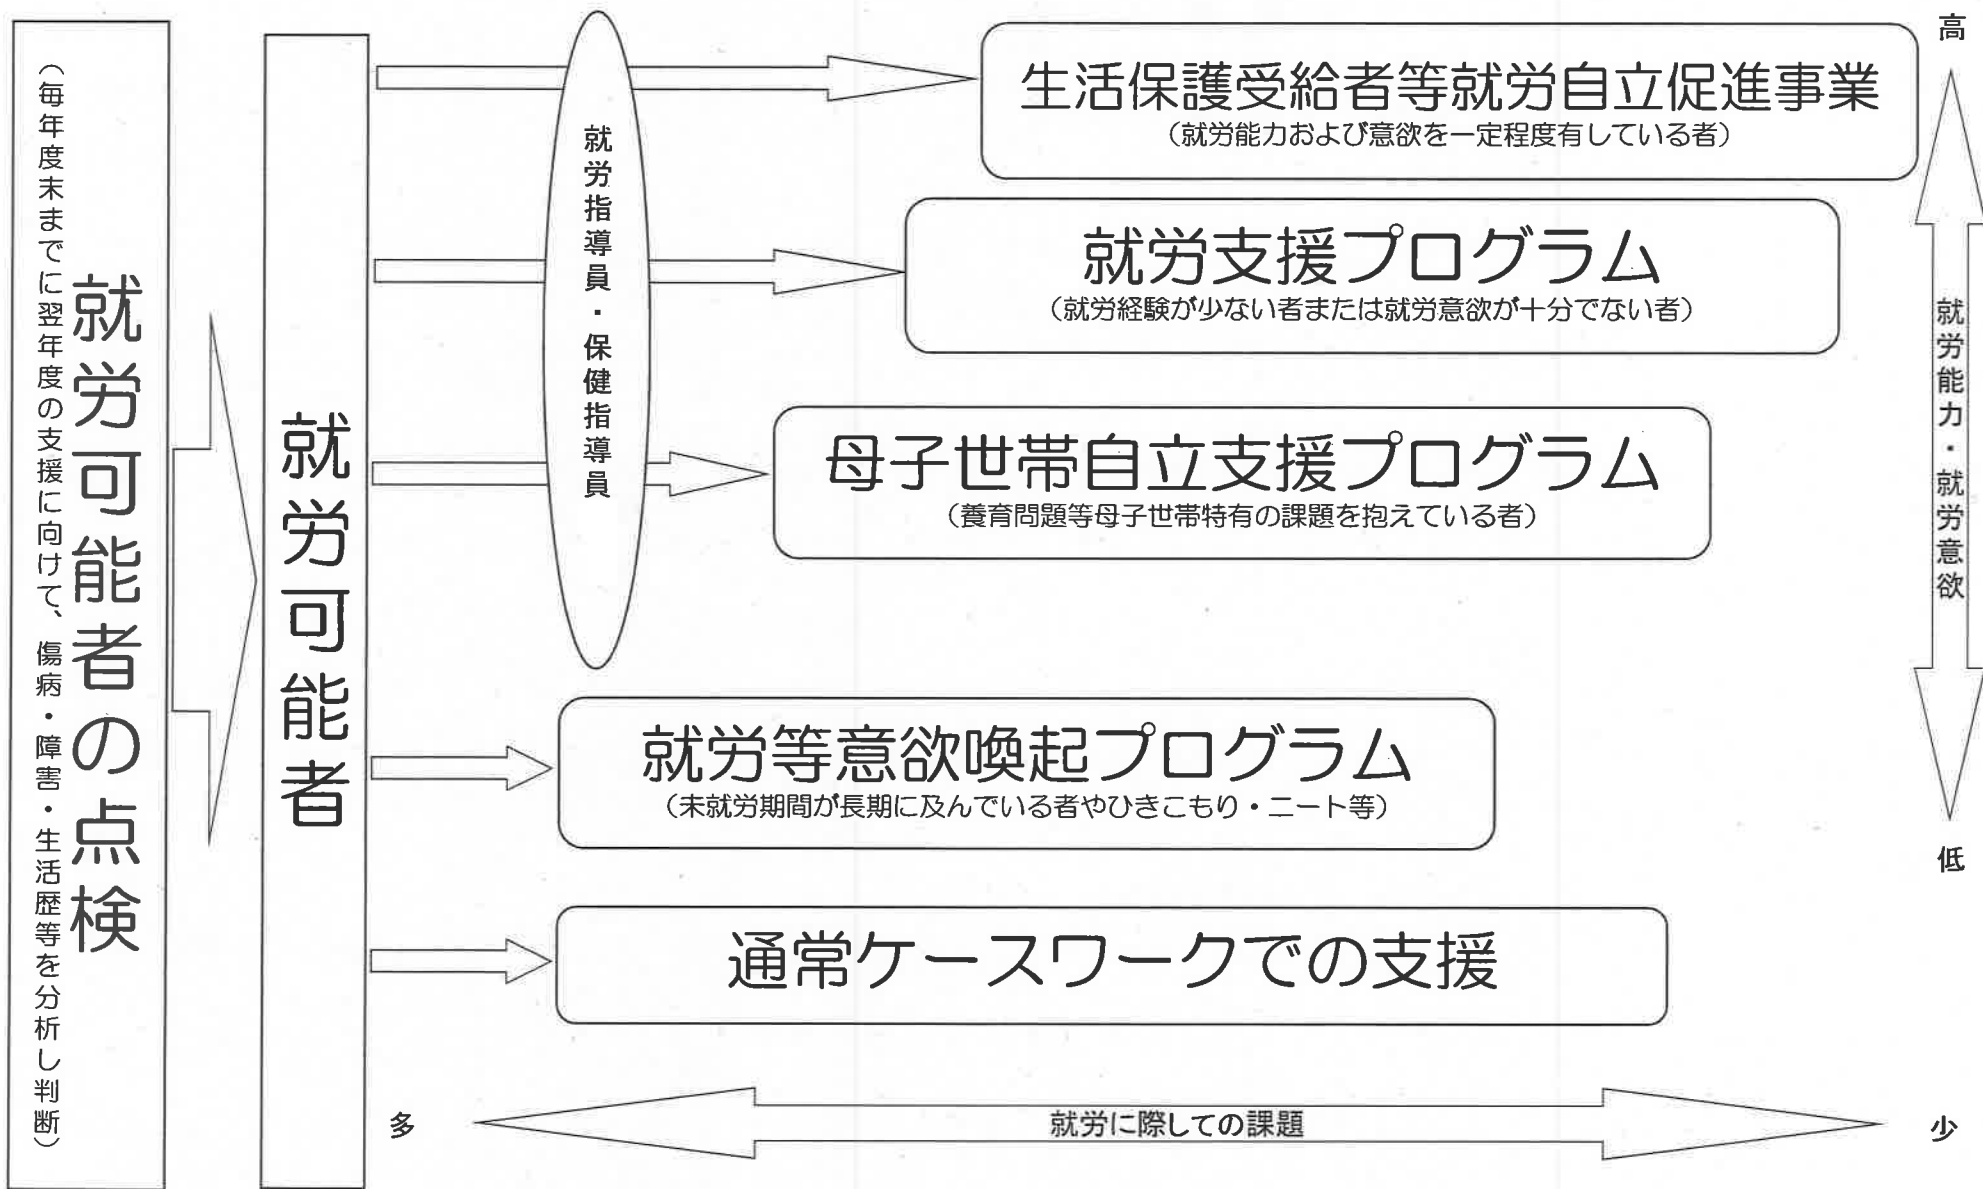 就労可能者の点検
（毎年度末までに翌年度の支援に向けて、傷病・障害・生活歴等を分析し判断）
就労可能者
就労指導員・保健指導員
生活保護受給者等就労自立促進事業
（就労能力および意欲を一定程度有している者）
就労支援プログラム
（就労経験が少ない者または就労意欲が十分でない者）
母子世帯自立支援プログラム
（養育問題等母子世帯特有の課題を抱えている者）
就労等意欲喚起プログラム
（未就労期間が長期に及んでいる者やひきこもり・ニート等）
通常ケースワークでの支援
高
就労能力・就労意欲
低
多
就労に際しての課題
少